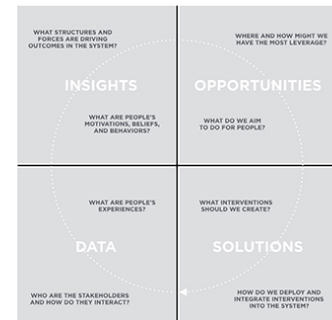 WHAT STRUCTURES AND
FORCES ARE DRIVING
OUTCOMES IN THE SYSTEM?
INSIGHTS
WHAT ARE PEOPLE'S
MOTIVATIONS, BELIEFS,
AND BEHAVIORS?
WHERE AND HOW MIGHT WE
HAVE THE MOST LEVERAGE?
OPPORTUNITIES
WHAT DO WE AIM
TO DO FOR PEOPLE?
WHAT ARE PEOPLE'S
EXPERIENCES?
DATA
WHO ARE THE STAKEHOLDERS
AND HOW DO THEY INTERACT?
WHAT INTERVENTIONS
SHOULD WE CREATE?
SOLUTIONS
HOW DO WE DEPLOY AND
INTEGRATE INTERVENTIONS
INTO THE SYSTEM?